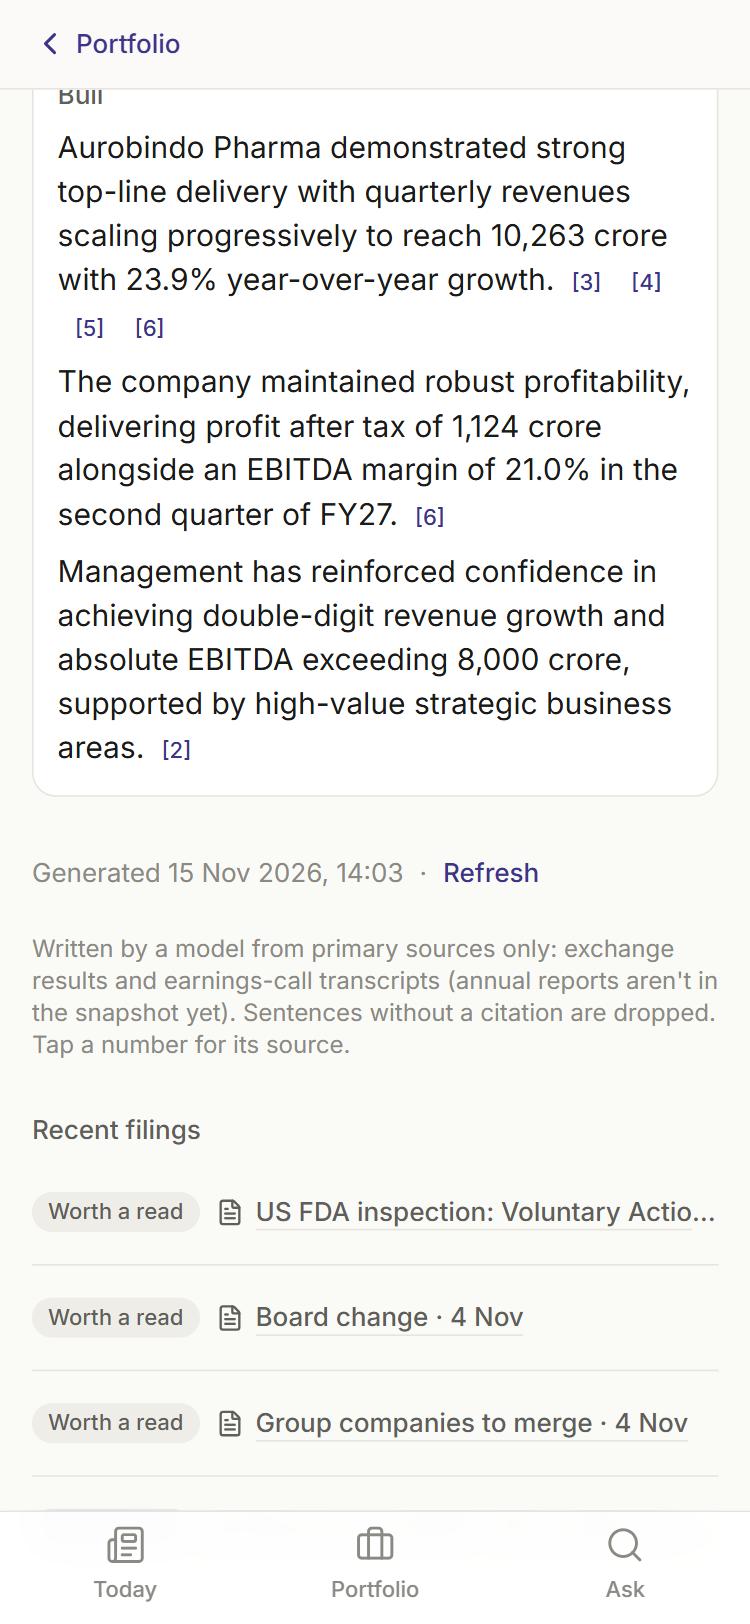 Portfolio
Bull
Aurobindo Pharma demonstrated strong
top-line delivery with quarterly revenues
scaling progressively to reach 10,263 crore
with 23.9% year-over-year growth. [3] [4]
[5] [6]
The company maintained robust profitability,
delivering profit after tax of 1,124 crore
alongside an EBITDA margin of 21.0% in the
second quarter of FY27. [6]
Management has reinforced confidence in
achieving double-digit revenue growth and
absolute EBITDA exceeding 8,000 crore,
supported by high-value strategic business
areas. [2]
Generated 15 Nov 2026, 14:03 · Refresh
Written by a model from primary sources only: exchange
results and earnings-call transcripts (annual reports aren't in
the snapshot yet). Sentences without a citation are dropped.
Tap a number for its source.
Recent filings
Worth a read US FDA inspection: Voluntary Actio...
Worth a read Board change · 4 Nov
Worth a read Group companies to merge · 4 Nov
Today Portfolio Ask